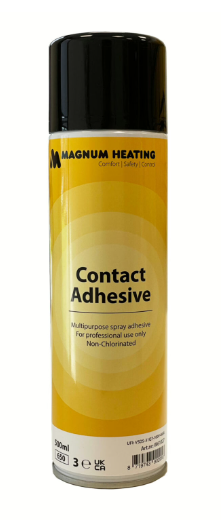 MAGNUM HEATING
Comfort | Safety | Control
Contact
Adhesive
Multipurpose spray adhesive
For professional use only
Non-Chlorinated
500ml
650
3 e UK
CA